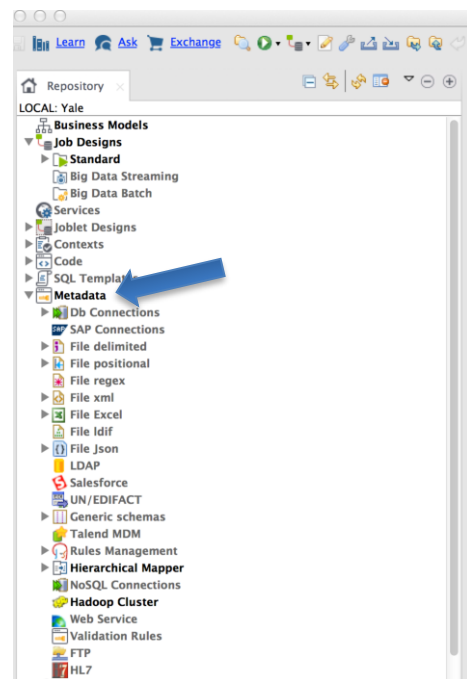 Learn Ask Exchange
Repository
LOCAL: Yale
Business Models
Job Designs
Standard
Big Data Streaming
Big Data Batch
Services
Joblet Designs
Contexts
Code
SQL Templates
Metadata
Db Connections
SAP Connections
File delimited
File positional
File regex
File xml
File Excel
File ldif
File Json
LDAP
Salesforce
UN/EDIFACT
Generic schemas
Talend MDM
Rules Management
Hierarchical Mapper
NoSQL Connections
Hadoop Cluster
Web Service
Validation Rules
FTP
HL7